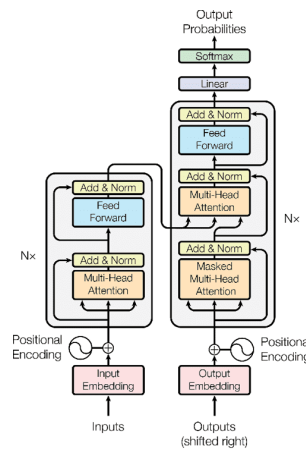 Output
Probabilities
Softmax
Linear
Add & Norm
Feed
Forward
Add & Norm
Multi-Head
Attention
Add & Norm
Masked
Multi-Head
Attention
N×
Add & Norm
Feed
Forward
Add & Norm
Multi-Head
Attention
N×
Positional
Encoding
Input
Embedding
Inputs
Positional
Encoding
Output
Embedding
Outputs
(shifted right)